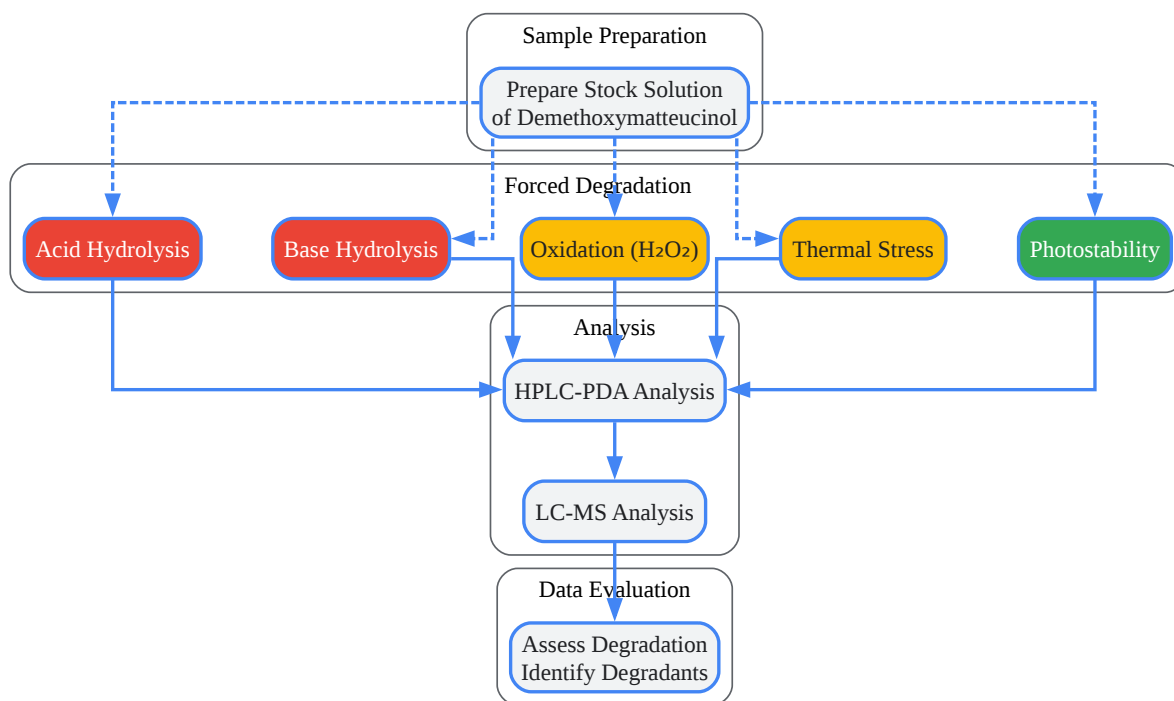 Sample Preparation
Prepare Stock Solution
of Demethoxymatteucinol
Forced Degradation
Acid Hydrolysis
Base Hydrolysis
Oxidation (H₂O₂)
Thermal Stress
Photostability
Analysis
HPLC-PDA Analysis
LC-MS Analysis
Data Evaluation
Assess Degradation
Identify Degradants